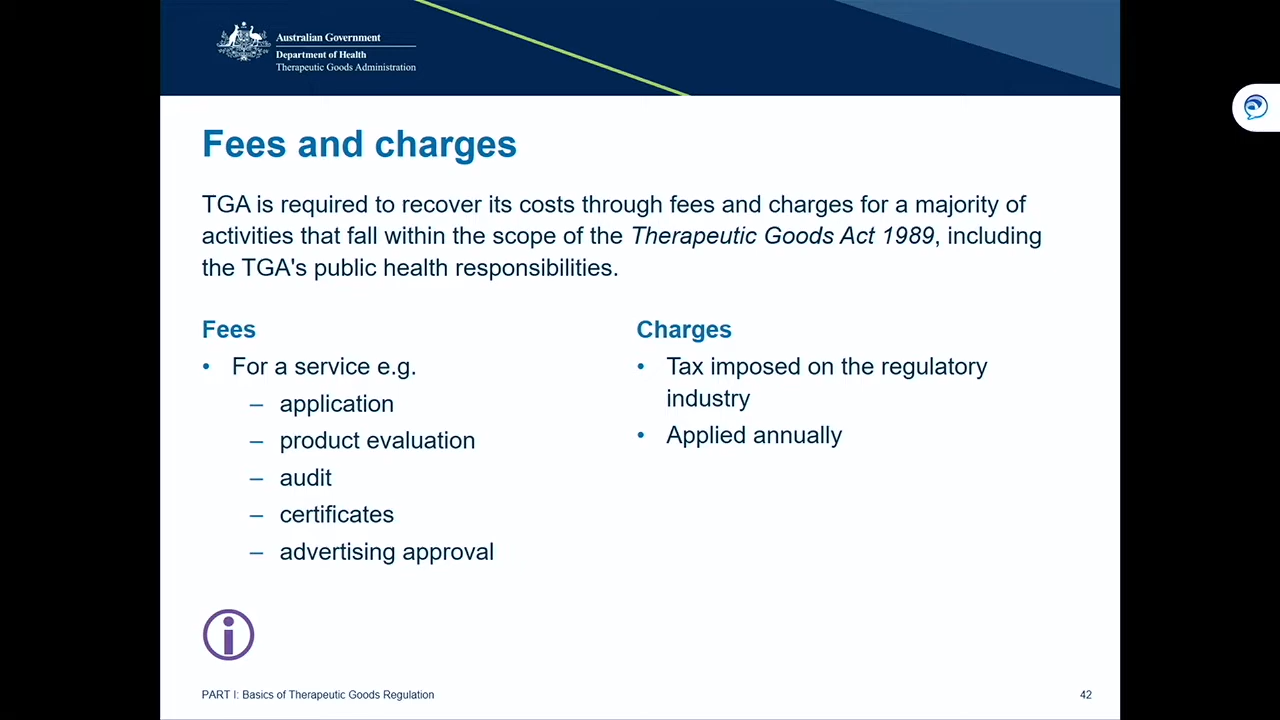 Australian Government
Department of Health
Therapeutic Goods Administration
Fees and charges
TGA is required to recover its costs through fees and charges for a majority of
activities that fall within the scope of the Therapeutic Goods Act 1989, including
the TGA's public health responsibilities.
Fees
• For a service e.g.
– application
– product evaluation
– audit
– certificates
– advertising approval
Charges
• Tax imposed on the regulatory
industry
• Applied annually
PART I: Basics of Therapeutic Goods Regulation
42